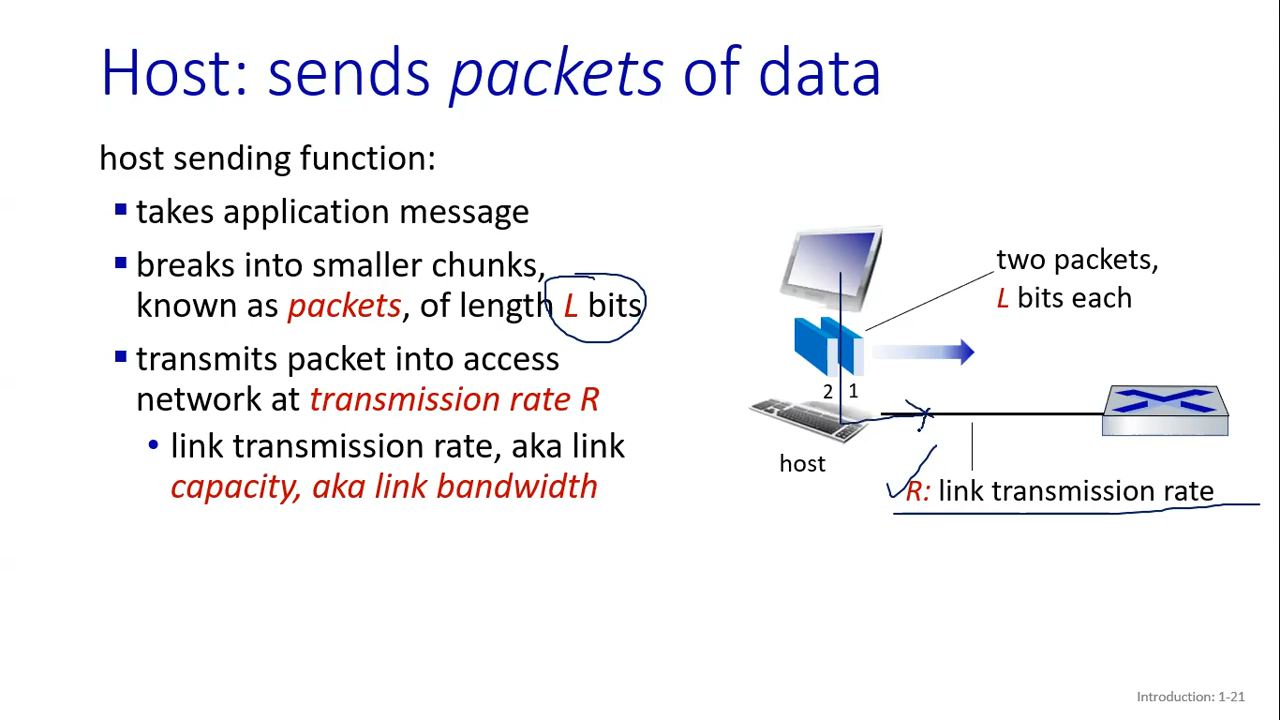 Host: sends packets of data
host sending function:
takes application message
breaks into smaller chunks,
known as packets, of length L bits
transmits packet into access
network at transmission rate R
link transmission rate, aka link
capacity, aka link bandwidth
two packets,
L bits each
2 1
host
R: link transmission rate
Introduction: 1-21